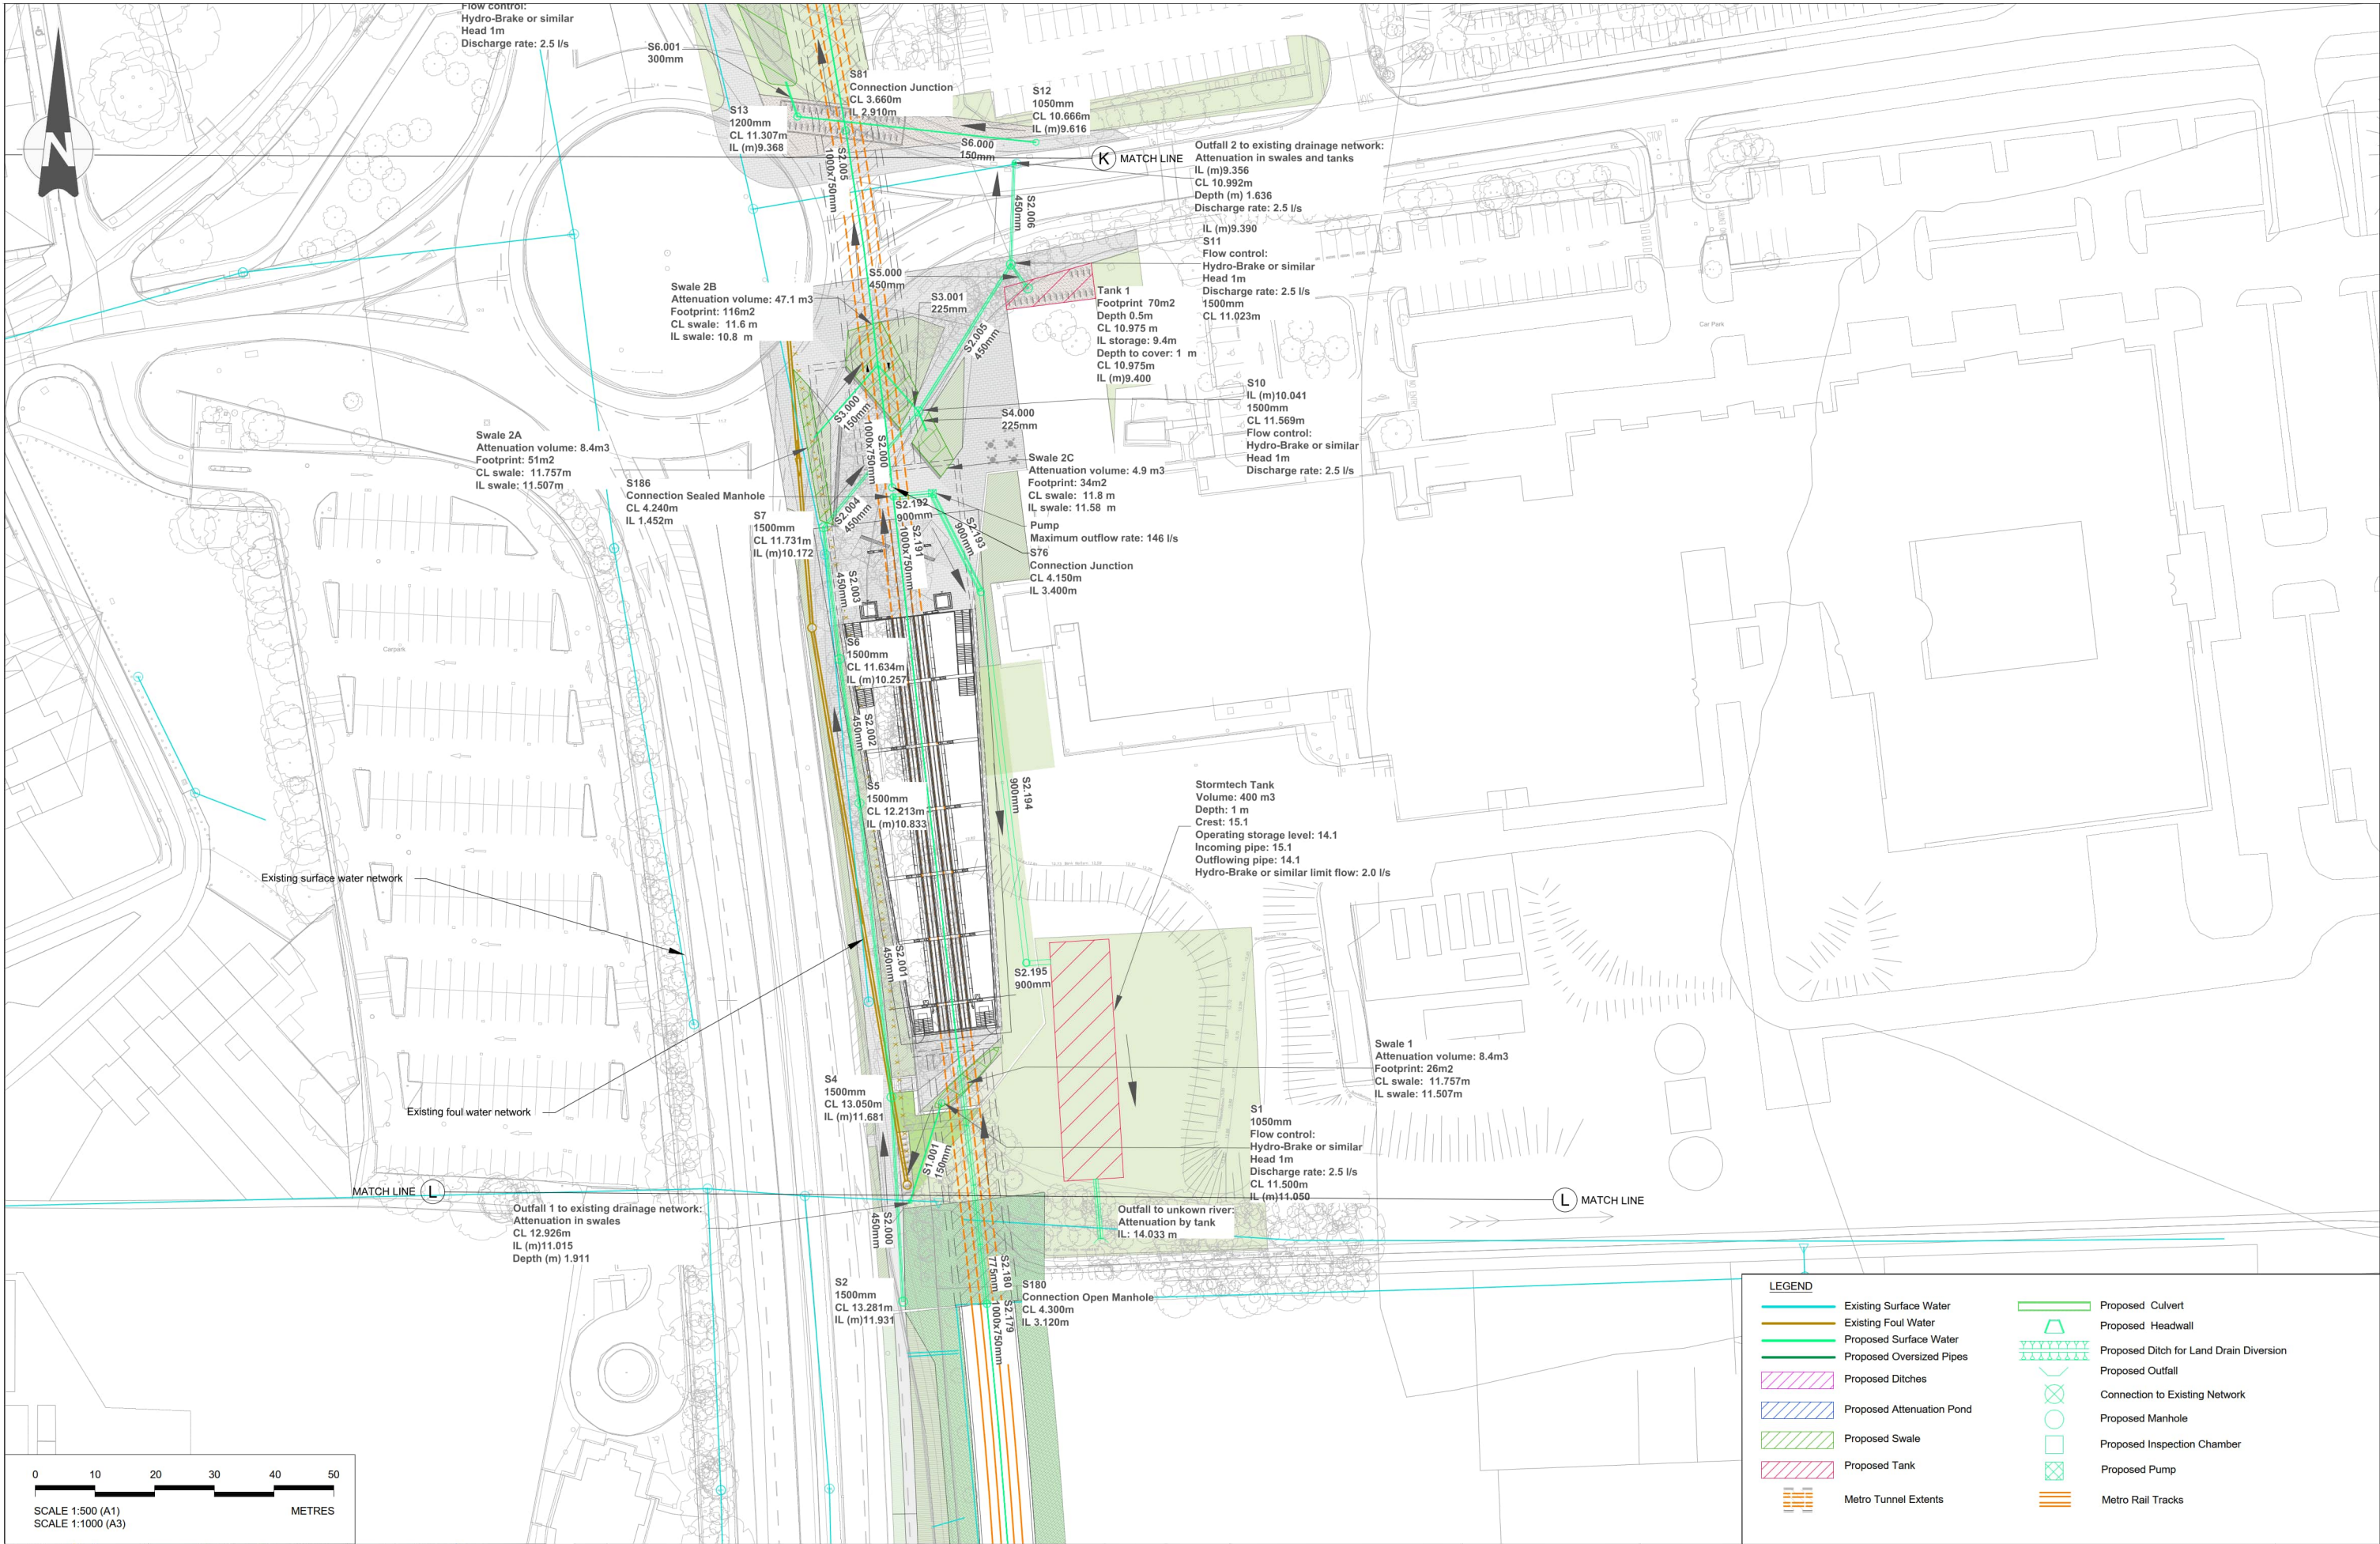 Flow control:
Hydro-Brake or similar
Head 1m
Discharge rate: 2.5 l/s
S6.001
300mm
S81
Connection Junction
CL 3.660m
IL 2.910m
S13
1200mm
CL 11.307m
IL (m)9.368
S12
1050mm
CL 10.666m
IL (m)9.616
N
S6.000
150mm
K MATCH LINE
S2.005
1000x750mm
Outfall 2 to existing drainage network:
Attenuation in swales and tanks
IL (m)9.356
CL 10.992m
Depth (m) 1.636
Discharge rate: 2.5 l/s
STOP
S2.006
450mm
IL (m)9.390
S11
Flow control:
Hydro-Brake or similar
Head 1m
Discharge rate: 2.5 l/s
1500mm
CL 11.023m
S5.000
450mm
Swale 2B
Attenuation volume: 47.1 m3
Footprint: 116m2
CL swale: 11.6 m
IL swale: 10.8 m
S3.001
225mm
Tank 1
Footprint 70m2
Depth 0.5m
CL 10.975 m
IL storage: 9.4m
Depth to cover: 1 m
CL 10.975m
IL (m)9.400
S2.005
450mm
Car Park
S10
IL (m)10.041
1500mm
CL 11.569m
Flow control:
Hydro-Brake or similar
Head 1m
Discharge rate: 2.5 l/s
S3.000
150mm
S4.000
225mm
S2.000
1000x750mm
Swale 2A
Attenuation volume: 8.4m3
Footprint: 51m2
CL swale: 11.757m
IL swale: 11.507m
Swale 2C
Attenuation volume: 4.9 m3
Footprint: 34m2
CL swale: 11.8 m
IL swale: 11.58 m
S186
Connection Sealed Manhole
CL 4.240m
IL 1.452m
S2.004
450mm
S2.192
900mm
S7
1500mm
CL 11.731m
IL (m)10.172
Pump
Maximum outflow rate: 146 l/s
S2.191
1000x750mm
S2.193
900mm
S76
Connection Junction
CL 4.150m
IL 3.400m
S2.003
450mm
S6
1500mm
CL 11.634m
IL (m)10.257
Carpark
S2.002
450mm
S5
1500mm
CL 12.213m
IL (m)10.833
S2.194
900mm
Stormtech Tank
Volume: 400 m3
Depth: 1 m
Crest: 15.1
Operating storage level: 14.1
Incoming pipe: 15.1
Outflowing pipe: 14.1
Hydro-Brake or similar limit flow: 2.0 l/s
Existing surface water network
S2.001
450mm
S2.195
900mm
Swale 1
Attenuation volume: 8.4m3
Footprint: 26m2
CL swale: 11.757m
IL swale: 11.507m
S4
1500mm
CL 13.050m
IL (m)11.681
Existing foul water network
S1
1050mm
Flow control:
Hydro-Brake or similar
Head 1m
Discharge rate: 2.5 l/s
CL 11.500m
IL (m)11.050
S1.001
150mm
MATCH LINE L
L MATCH LINE
Outfall 1 to existing drainage network:
Attenuation in swales
CL 12.926m
IL (m)11.015
Depth (m) 1.911
S2.000
450mm
Outfall to unkown river:
Attenuation by tank
IL: 14.033 m
S2.180
775mm
S2
1500mm
CL 13.281m
IL (m)11.931
S180
Connection Open Manhole
CL 4.300m
IL 3.120m
S2.179
1000x750mm
LEGEND
Existing Surface Water
Existing Foul Water
Proposed Surface Water
Proposed Oversized Pipes
Proposed Ditches
Proposed Attenuation Pond
Proposed Swale
Proposed Tank
Metro Tunnel Extents
Proposed Culvert
Proposed Headwall
Proposed Ditch for Land Drain Diversion
Proposed Outfall
Connection to Existing Network
Proposed Manhole
Proposed Inspection Chamber
Proposed Pump
Metro Rail Tracks
0 10 20 30 40 50
SCALE 1:500 (A1) METRES
SCALE 1:1000 (A3)